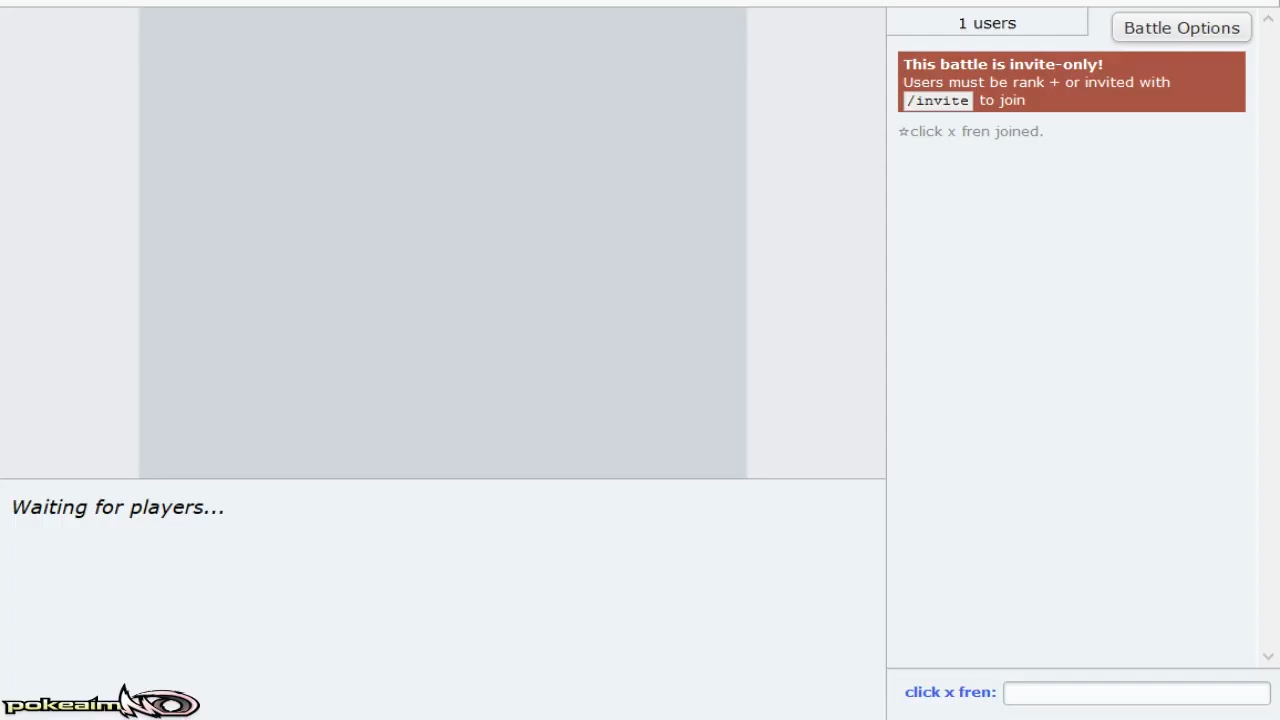 1 users
Battle Options
This battle is invite-only!
Users must be rank + or invited with
/invite to join
☆click x fren joined.
Waiting for players...
click x fren:
pokeaimMD